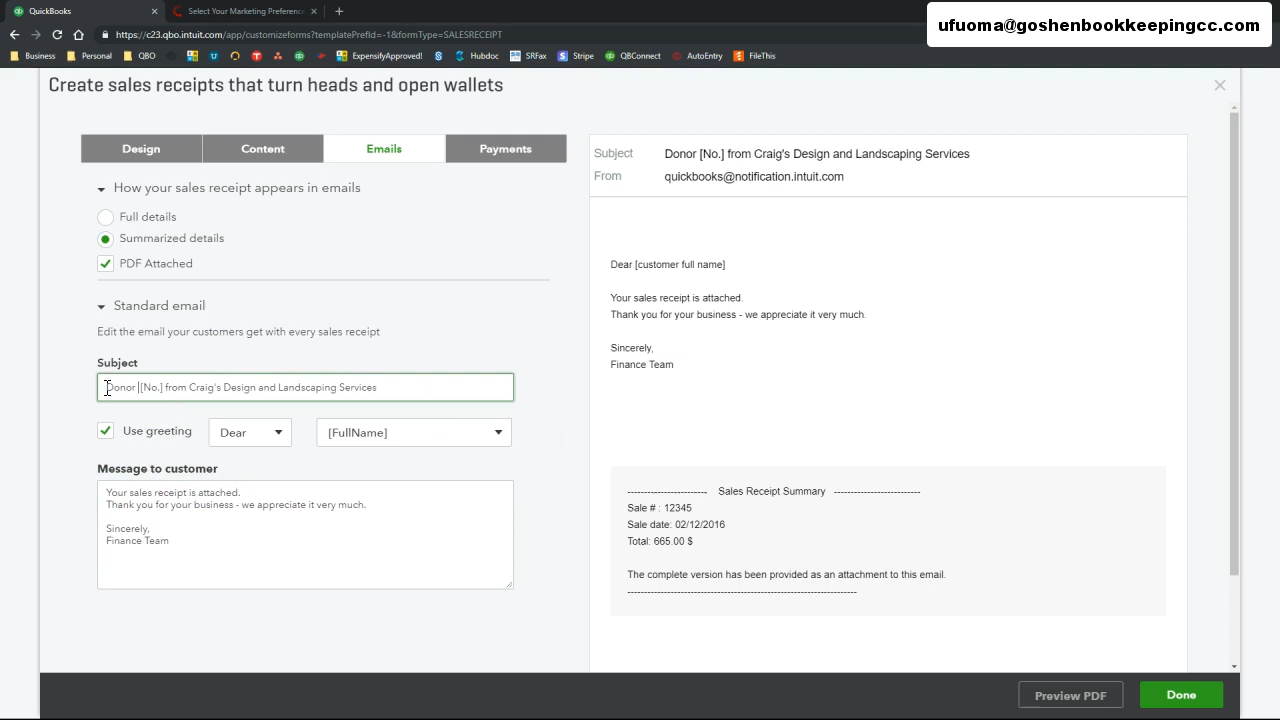 QuickBooks
Select Your Marketing Preference
ufuoma@goshenbookkeepingcc.com
https://c23.qbo.intuit.com/app/customizeforms?templatePrefId=-1&formType=SALESRECEIPT
Business
Personal
QBO
ExpensifyApproved!
Hubdoc
SRFax
Stripe
QBConnect
AutoEntry
FileThis
Create sales receipts that turn heads and open wallets
Design
Content
Emails
Payments
How your sales receipt appears in emails
Full details
Summarized details
PDF Attached
Standard email
Edit the email your customers get with every sales receipt
Subject
Donor [No.] from Craig's Design and Landscaping Services
Use greeting
Dear
[FullName]
Message to customer
Your sales receipt is attached.
Thank you for your business - we appreciate it very much.
Sincerely,
Finance Team
Subject Donor [No.] from Craig's Design and Landscaping Services
From quickbooks@notification.intuit.com
Dear [customer full name]
Your sales receipt is attached.
Thank you for your business - we appreciate it very much.
Sincerely,
Finance Team
----------------------- Sales Receipt Summary -------------------------
Sale # : 12345
Sale date: 02/12/2016
Total: 665.00 $
The complete version has been provided as an attachment to this email.
-------------------------------------------------------------------
Preview PDF
Done